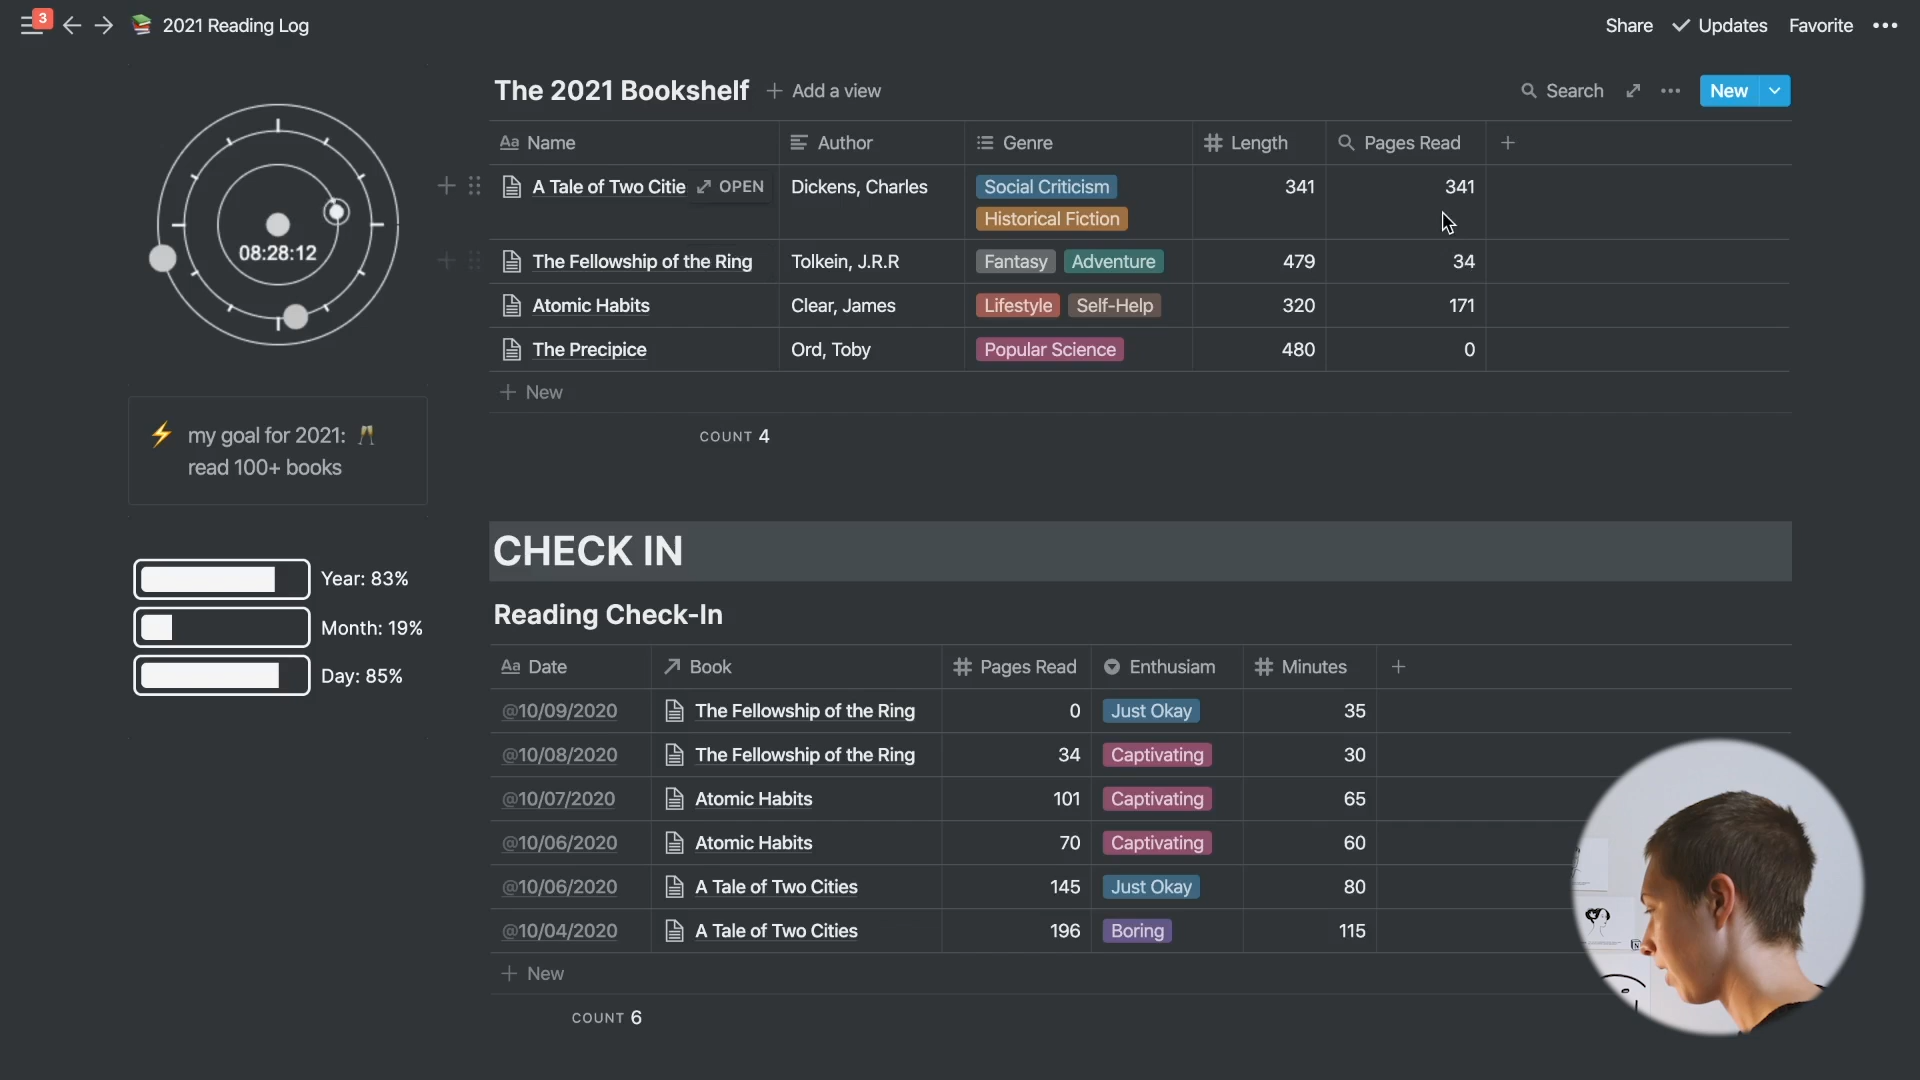 3
2021 Reading Log
Share Updates Favorite
The 2021 Bookshelf Add a view Search New
Aa Name Author Genre Length Pages Read
A Tale of Two Citie OPEN Dickens, Charles Social Criticism 341 341
Historical Fiction
The Fellowship of the Ring Tolkein, J.R.R Fantasy Adventure 479 34
Atomic Habits Clear, James Lifestyle Self-Help 320 171
The Precipice Ord, Toby Popular Science 480 0
New
COUNT 4
08:28:12
my goal for 2021:
read 100+ books
Year: 83%
Month: 19%
Day: 85%
CHECK IN
Reading Check-In
Aa Date Book Pages Read Enthusiam Minutes
@10/09/2020 The Fellowship of the Ring 0 Just Okay 35
@10/08/2020 The Fellowship of the Ring 34 Captivating 30
@10/07/2020 Atomic Habits 101 Captivating 65
@10/06/2020 Atomic Habits 70 Captivating 60
@10/06/2020 A Tale of Two Cities 145 Just Okay 80
@10/04/2020 A Tale of Two Cities 196 Boring 115
New
COUNT 6